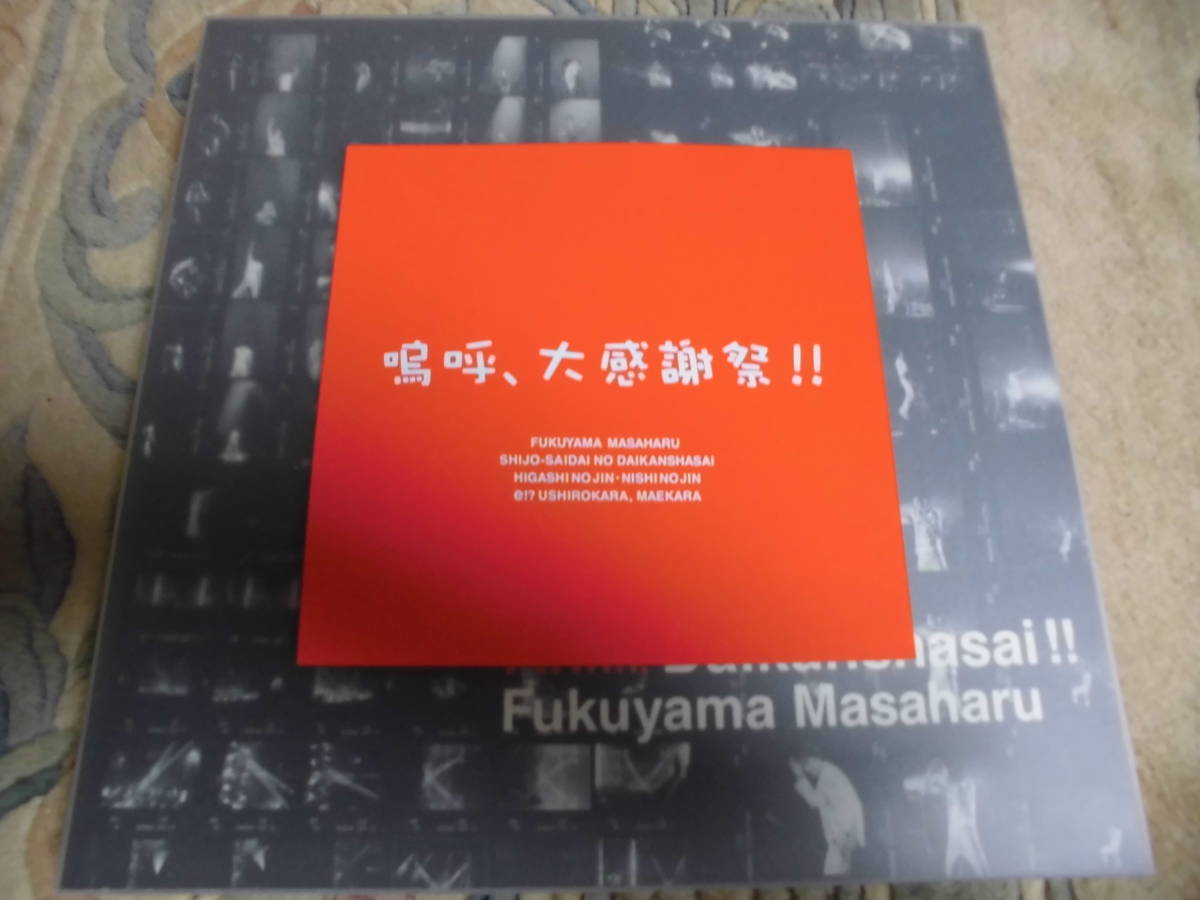 嗚呼、大感謝祭!!
FUKUYAMA MASAHARU
SHIJO-SAIDAI NO DAIKANSHASAI
HIGASHI NO JIN・NISHI NO JIN
@!? USHIROKARA, MAEKARA
Daikanshasai!!
Fukuyama Masaharu